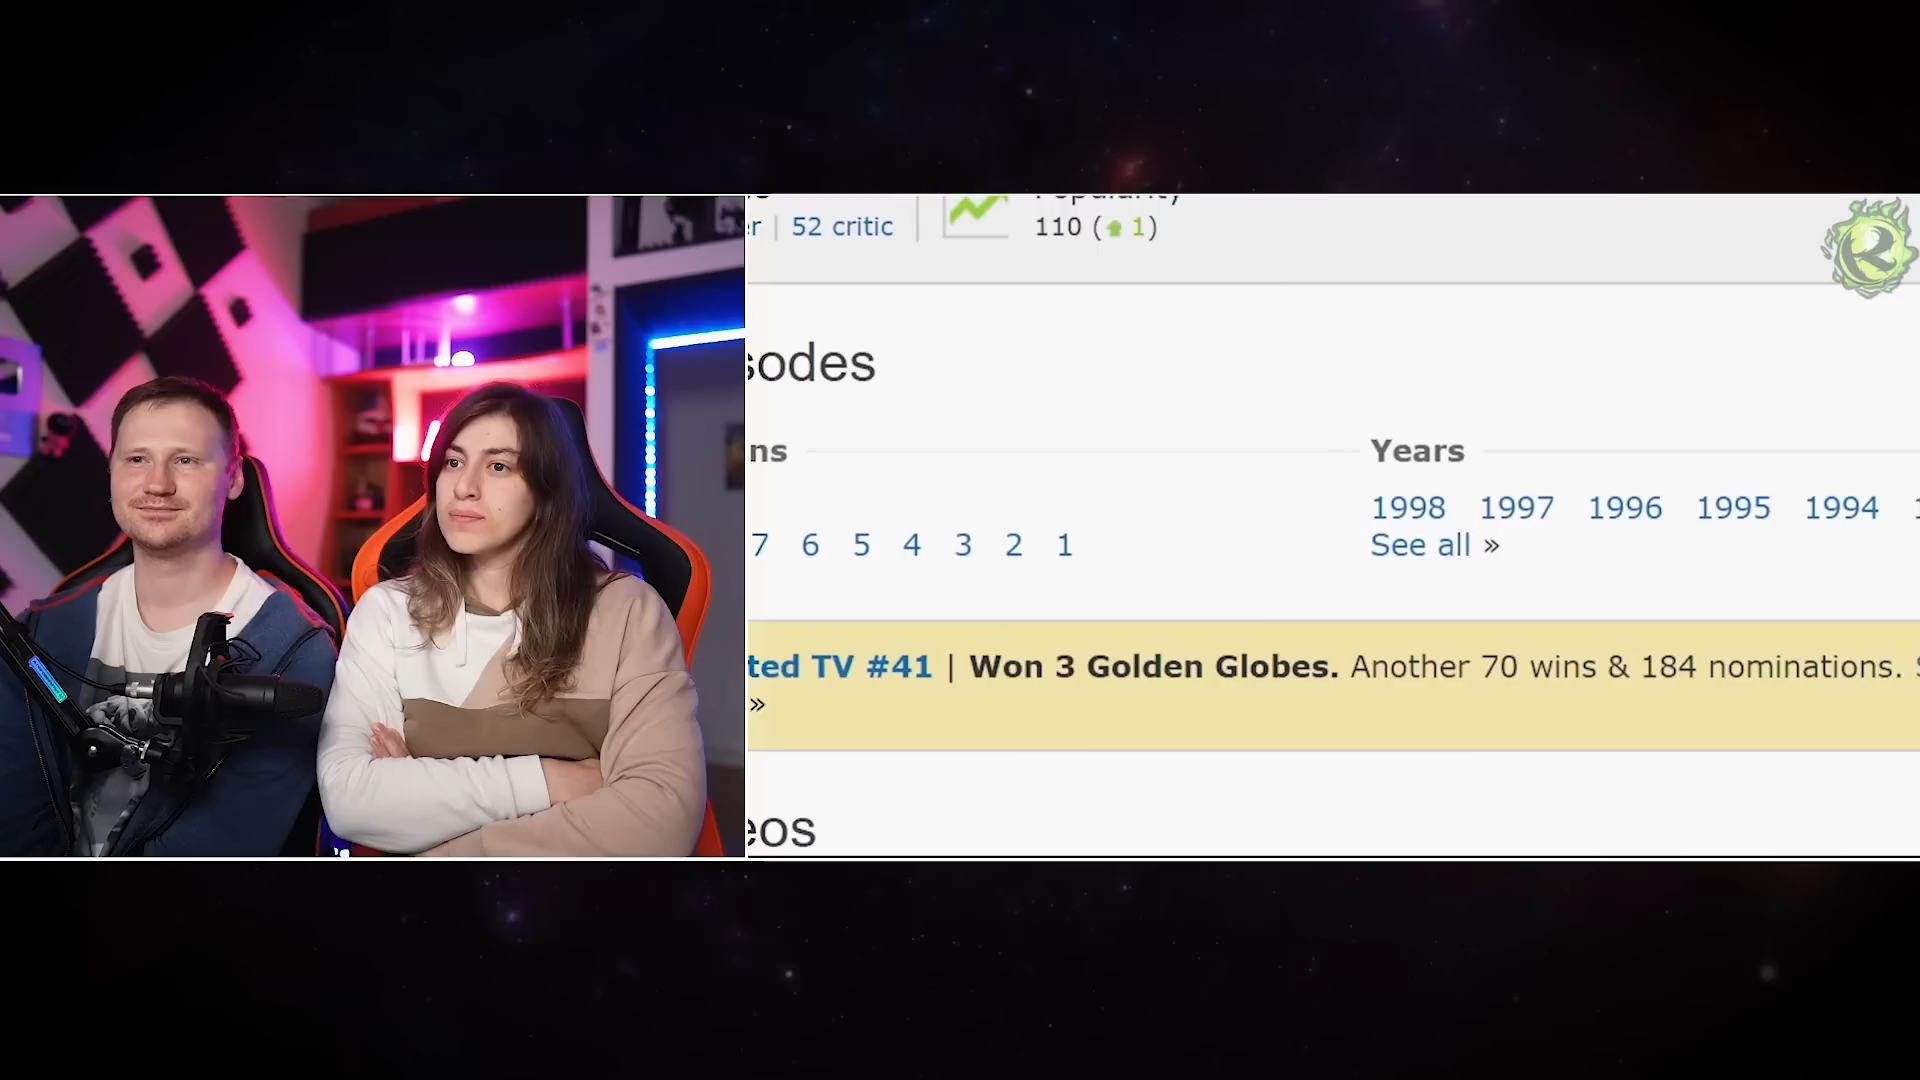 52 critic
110 (1)
sodes
ns
Years
1998 1997 1996 1995 1994
7 6 5 4 3 2 1
See all »
ted TV #41 | Won 3 Golden Globes. Another 70 wins & 184 nominations.
»
eos